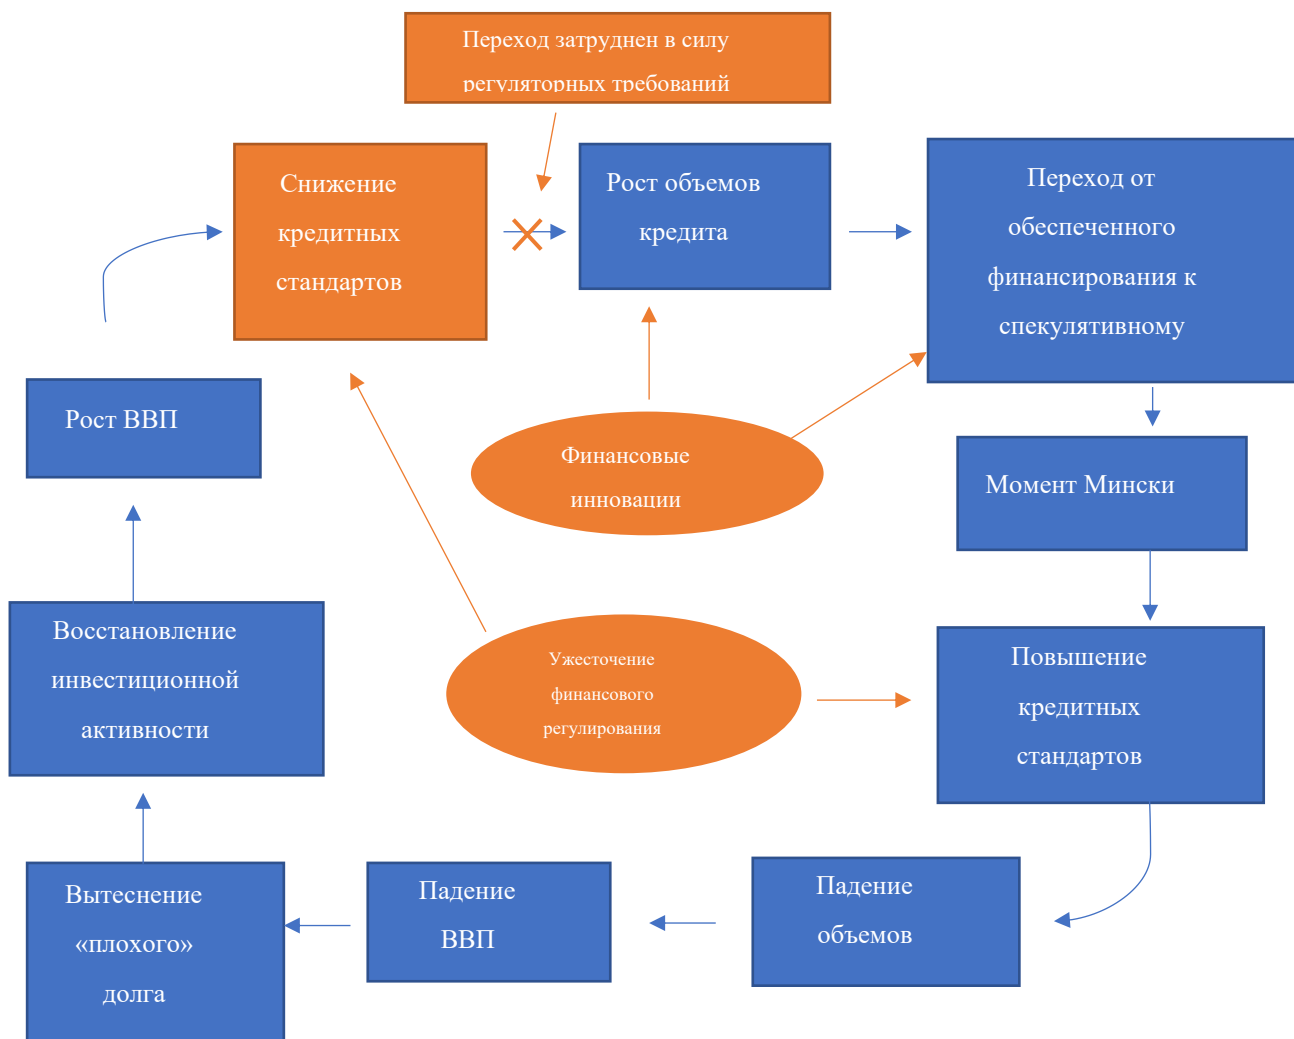 Переход затруднен в силу
регуляторных требований
Снижение
кредитных
стандартов
Рост объемов
кредита
Переход от
обеспеченного
финансирования к
спекулятивному
Рост ВВП
Финансовые
инновации
Момент Мински
Восстановление
инвестиционной
активности
Ужесточение
финансового
регулирования
Повышение
кредитных
стандартов
Вытеснение
«плохого»
долга
Падение
ВВП
Падение
объемов